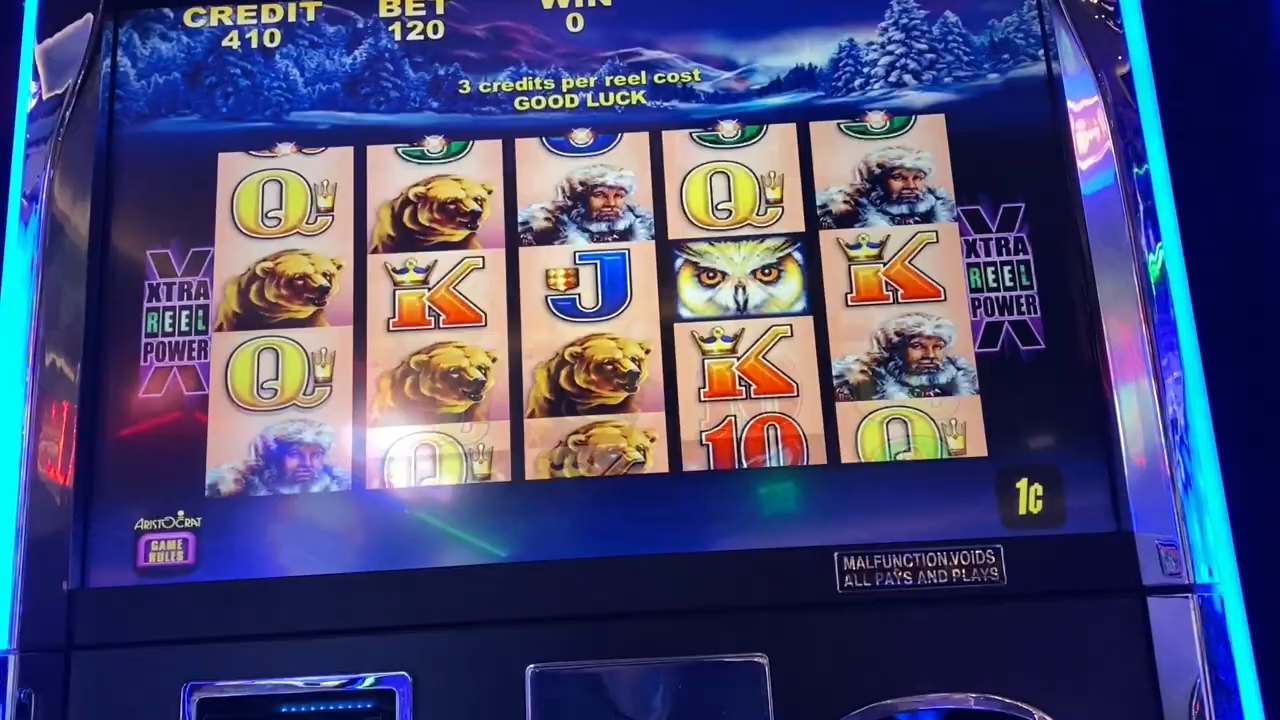 CREDIT BET WIN
410 120 0
3 credits per reel cost
GOOD LUCK
Q Q
K J K
Q K
Q 10 Q
XTRA
REEL
POWER
XTRA
REEL
POWER
ARISTOCRAT
GAME
RULES
1¢
MALFUNCTION VOIDS
ALL PAYS AND PLAYS